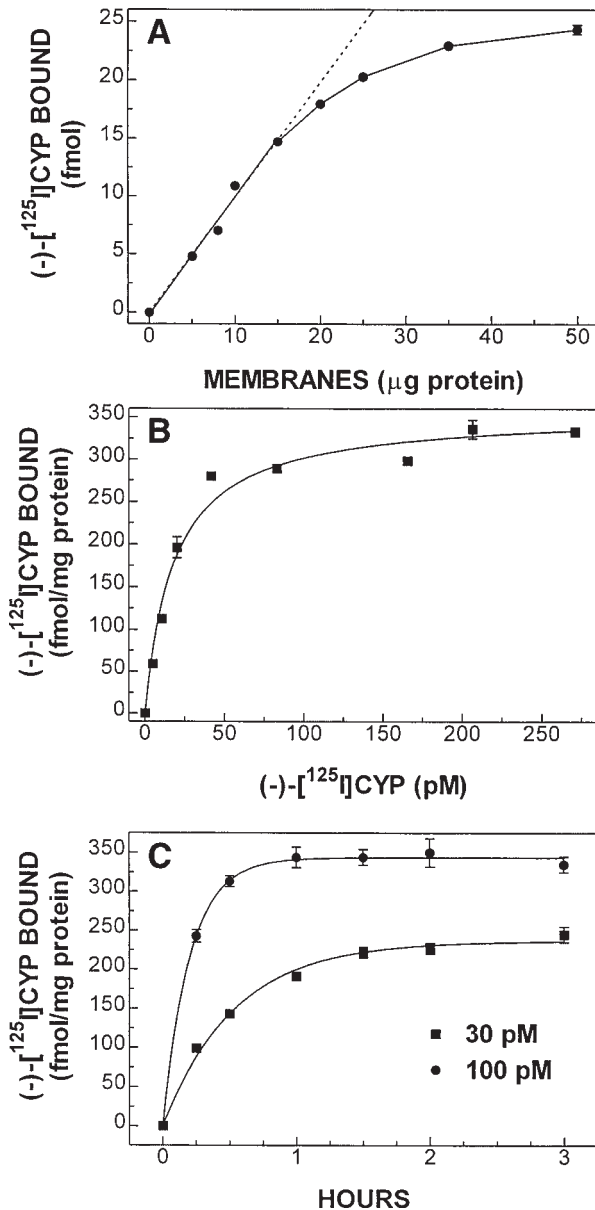 A
(-)-[¹²⁵I]CYP BOUND
(fmol)
25
20
15
10
5
0
0 10 20 30 40 50
MEMBRANES (μg protein)
B
(-)-[¹²⁵I]CYP BOUND
(fmol/mg protein)
350
300
250
200
150
100
50
0
0 50 100 150 200 250
(-)-[¹²⁵I]CYP (pM)
C
(-)-[¹²⁵I]CYP BOUND
(fmol/mg protein)
350
300
250
200
150
100
50
0
30 pM
100 pM
0 1 2 3
HOURS